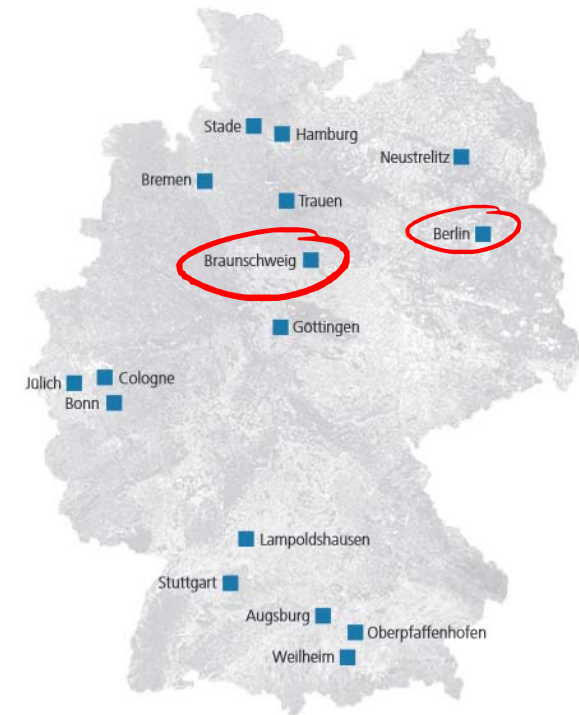 Stade
Hamburg
Neustrelitz
Bremen
Trauen
Berlin
Braunschweig
Göttingen
Jülich
Cologne
Bonn
Lampoldshausen
Stuttgart
Augsburg
Oberpfaffenhofen
Weilheim